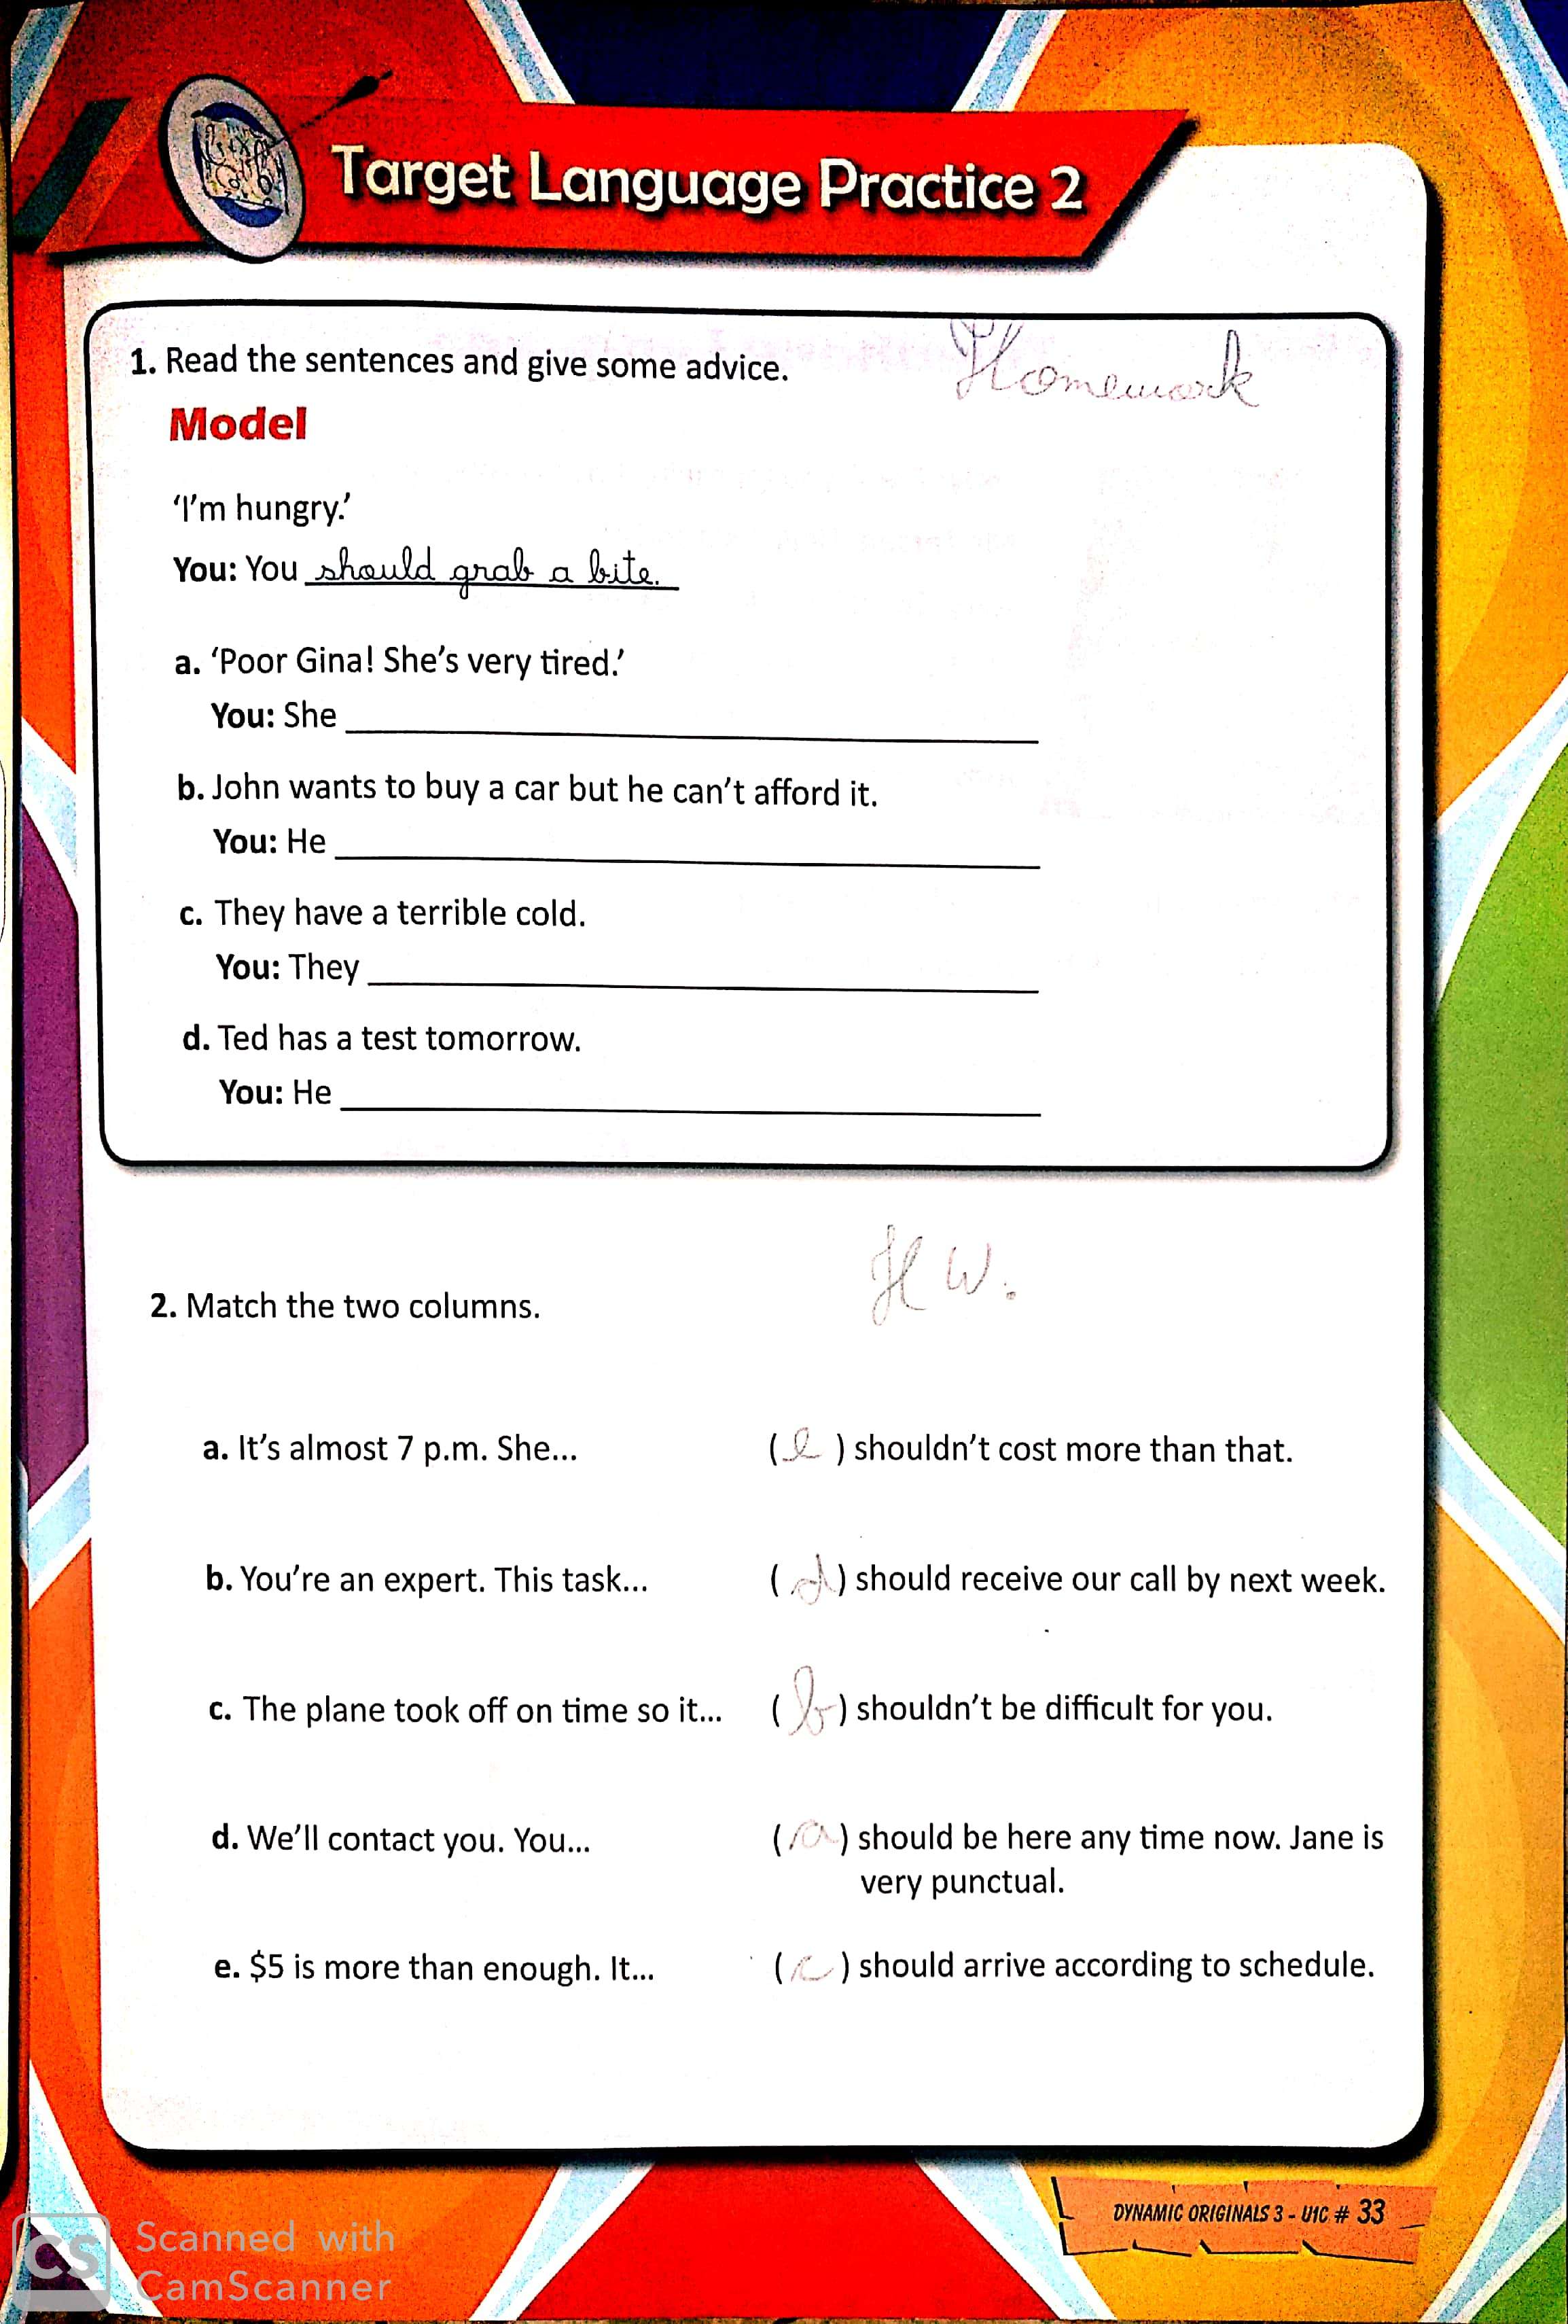 Target Language Practice 2
1. Read the sentences and give some advice.
Homework
Model
‘I’m hungry.’
You: You should grab a bite.
a. ‘Poor Gina! She’s very tired.’
You: She
b. John wants to buy a car but he can’t afford it.
You: He
c. They have a terrible cold.
You: They
d. Ted has a test tomorrow.
You: He
H W.
2. Match the two columns.
a. It’s almost 7 p.m. She... (e) shouldn’t cost more than that.
b. You’re an expert. This task... (d) should receive our call by next week.
c. The plane took off on time so it... (b) shouldn’t be difficult for you.
d. We’ll contact you. You... (a) should be here any time now. Jane is
very punctual.
e. $5 is more than enough. It... (c) should arrive according to schedule.
DYNAMIC ORIGINALS 3 - U1C # 33
CS Scanned with
CamScanner